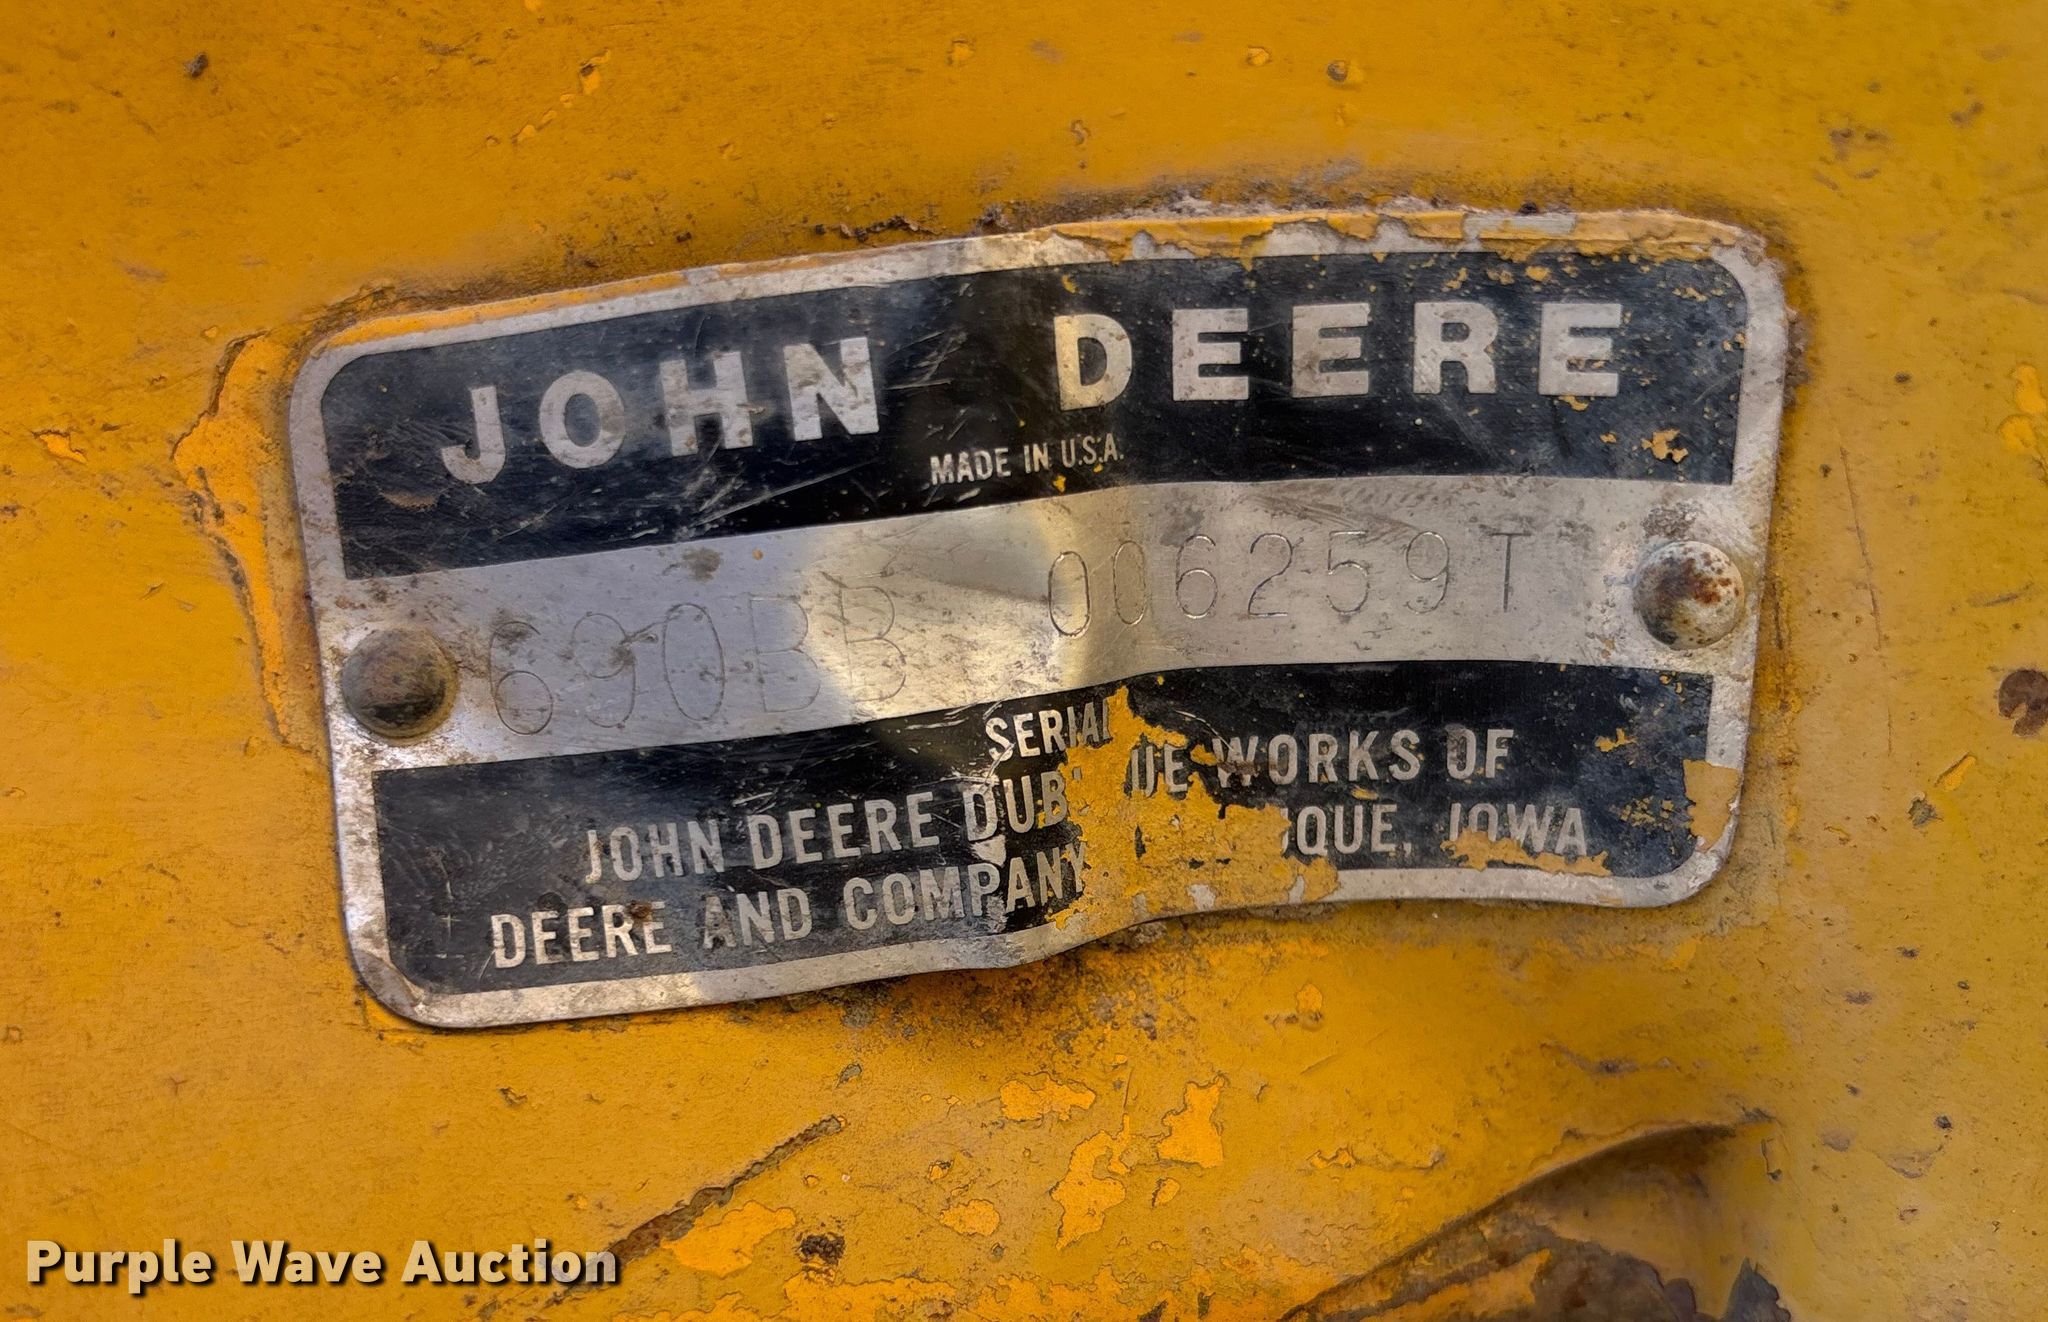 JOHN DEERE
MADE IN U.S.A.
690BB 006259T
SERIAL
JOHN DEERE DUB UE WORKS OF
DEERE AND COMPANY QUE, IOWA
Purple Wave Auction